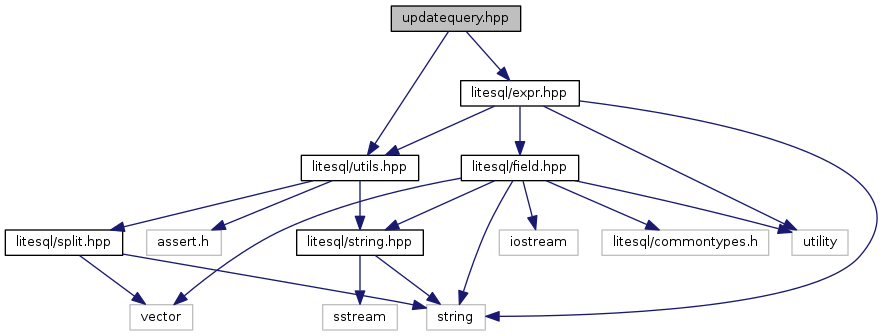 updatequery.hpp
litesql/expr.hpp
litesql/utils.hpp
litesql/field.hpp
litesql/split.hpp
assert.h
litesql/string.hpp
iostream
litesql/commontypes.h
utility
vector
sstream
string